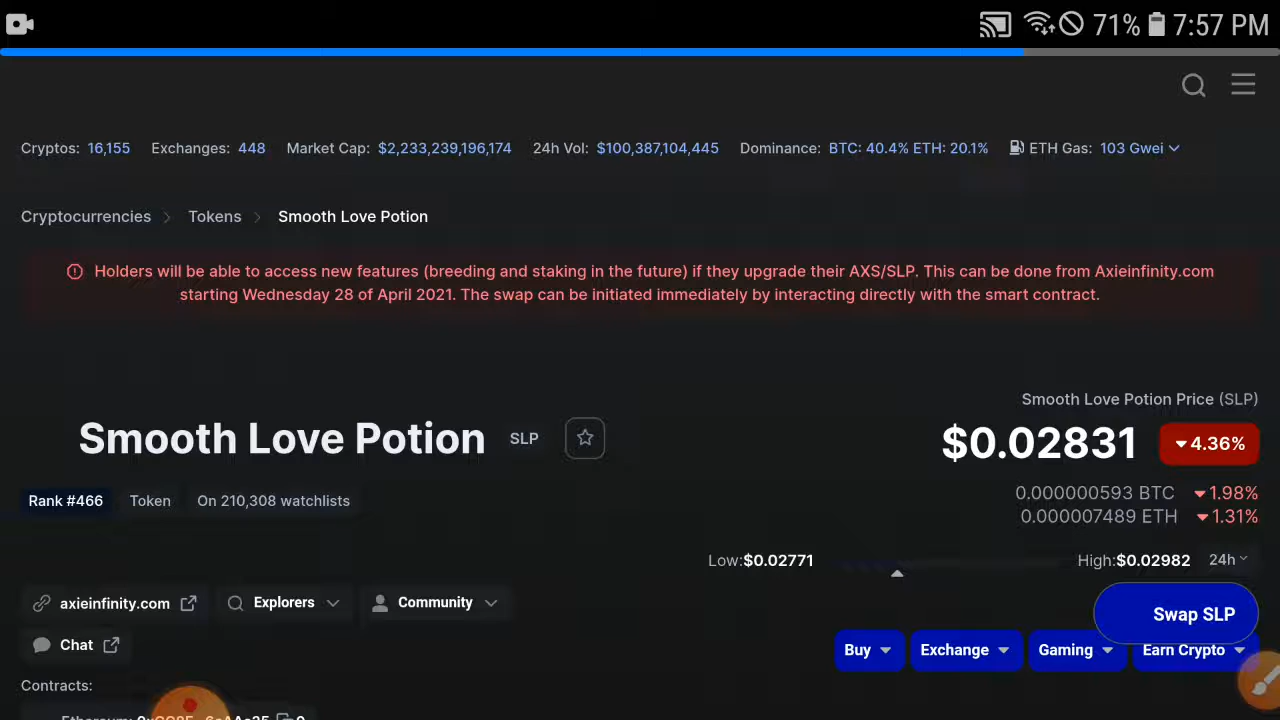 71% 7:57 PM
Cryptos: 16,155 Exchanges: 448 Market Cap: $2,233,239,196,174 24h Vol: $100,387,104,445 Dominance: BTC: 40.4% ETH: 20.1% ETH Gas: 103 Gwei
Cryptocurrencies Tokens Smooth Love Potion
Holders will be able to access new features (breeding and staking in the future) if they upgrade their AXS/SLP. This can be done from Axieinfinity.com
starting Wednesday 28 of April 2021. The swap can be initiated immediately by interacting directly with the smart contract.
Smooth Love Potion Price (SLP)
Smooth Love Potion SLP $0.02831 4.36%
Rank #466 Token On 210,308 watchlists
0.000000593 BTC 1.98%
0.000007489 ETH 1.31%
Low:$0.02771 High:$0.02982 24h
axieinfinity.com Explorers Community
Swap SLP
Chat
Buy Exchange Gaming Earn Crypto
Contracts:
Ethereum: